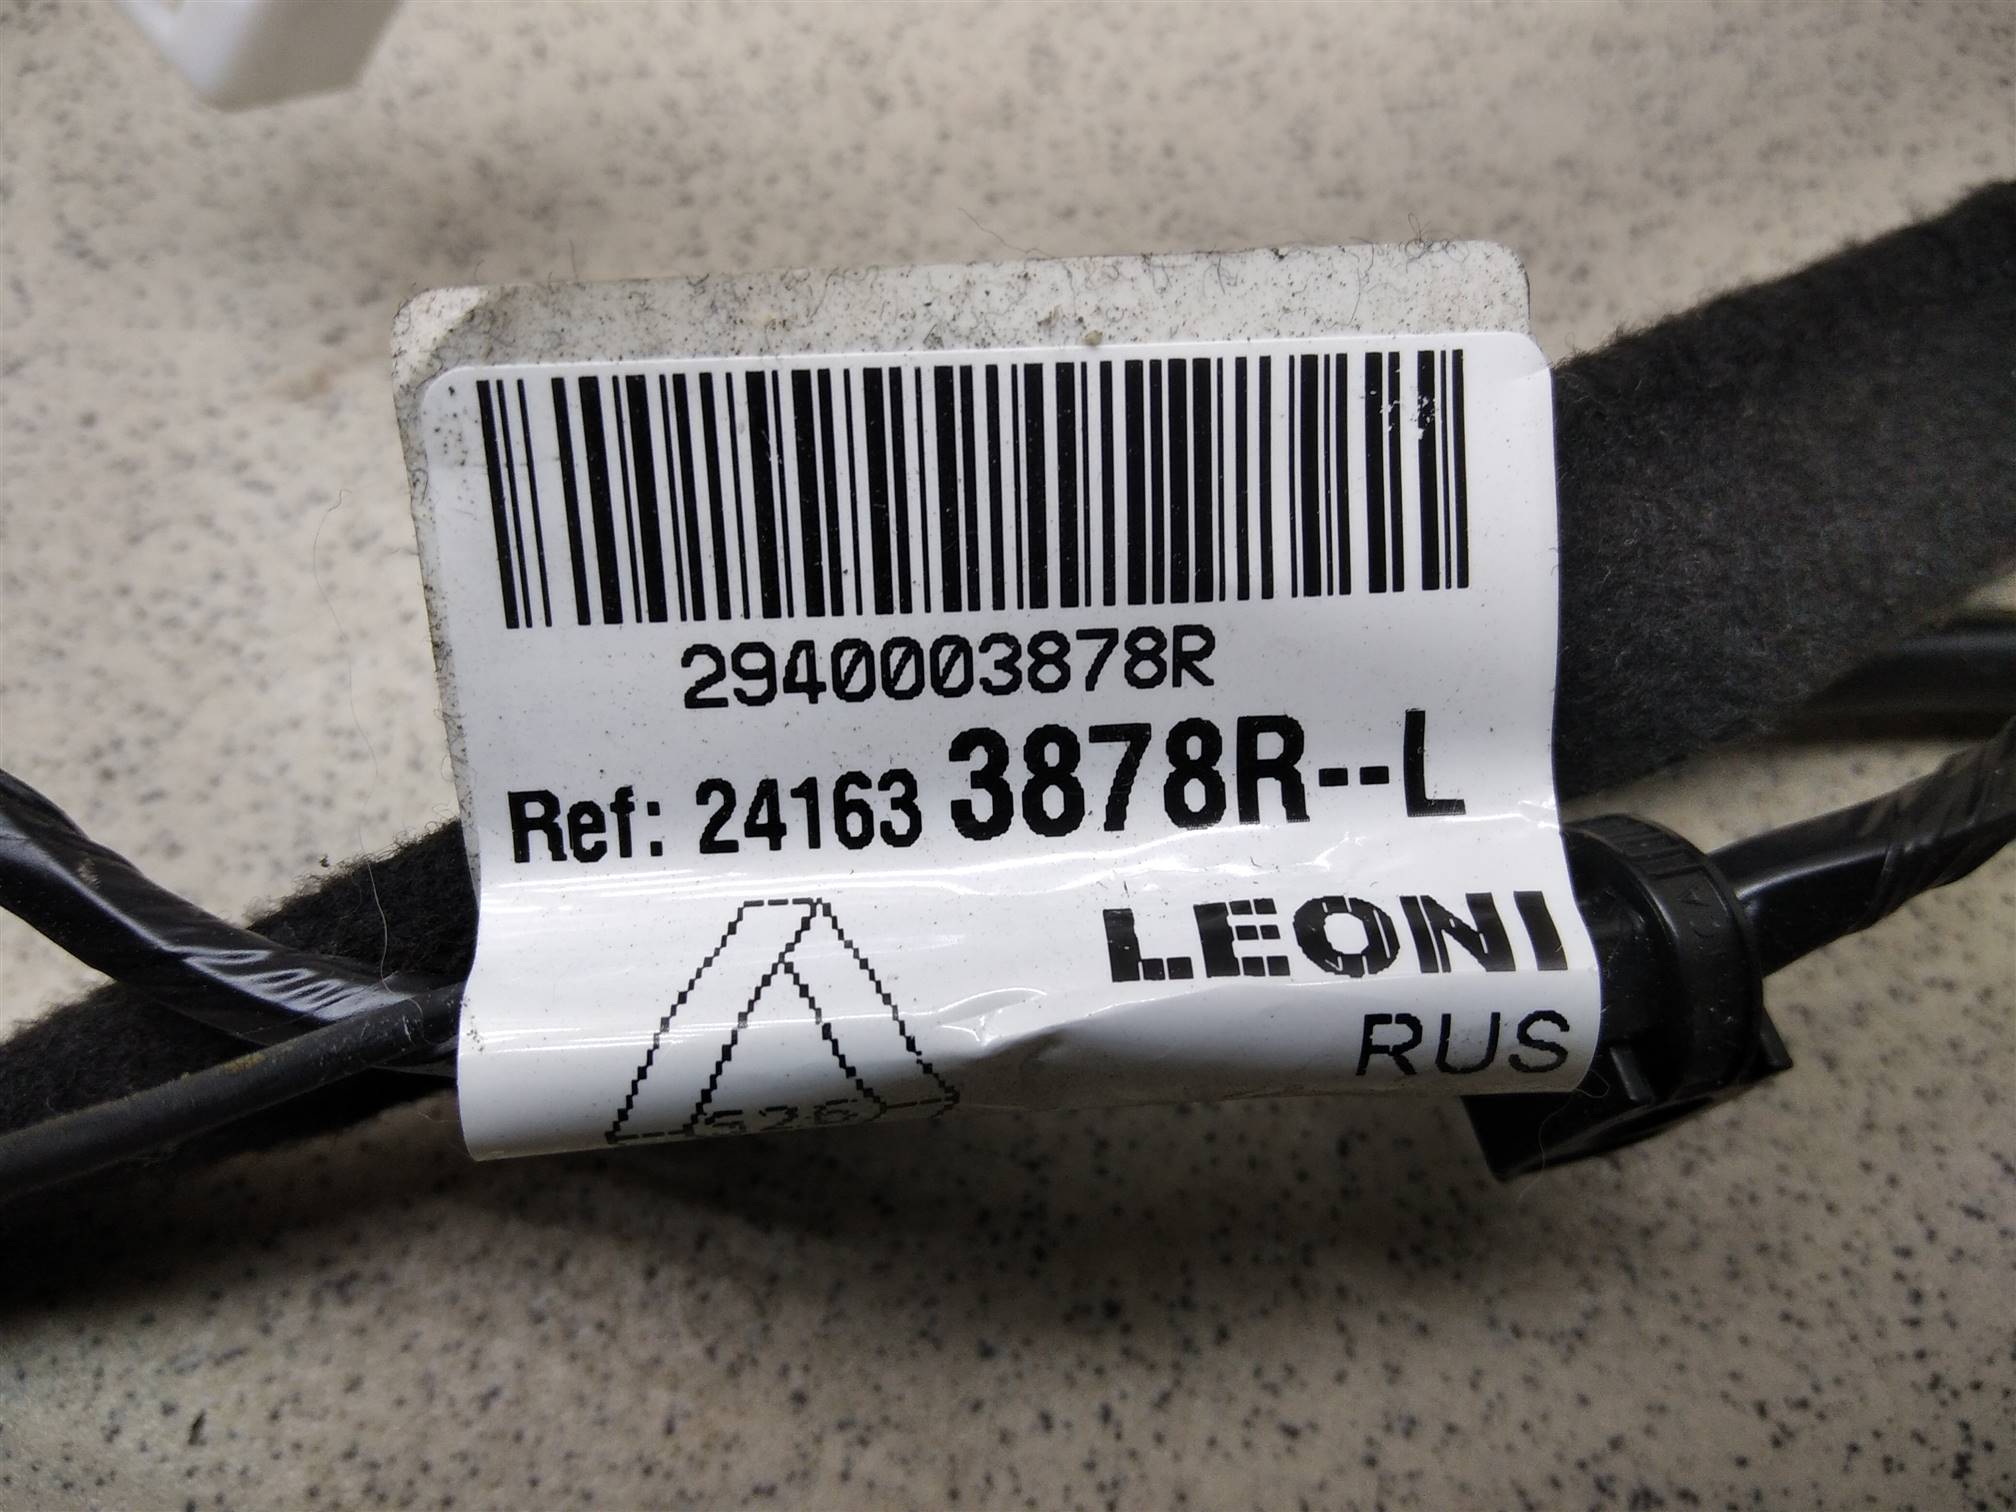 2940003878R
Ref: 24163 3878R--L
LEONI
RUS